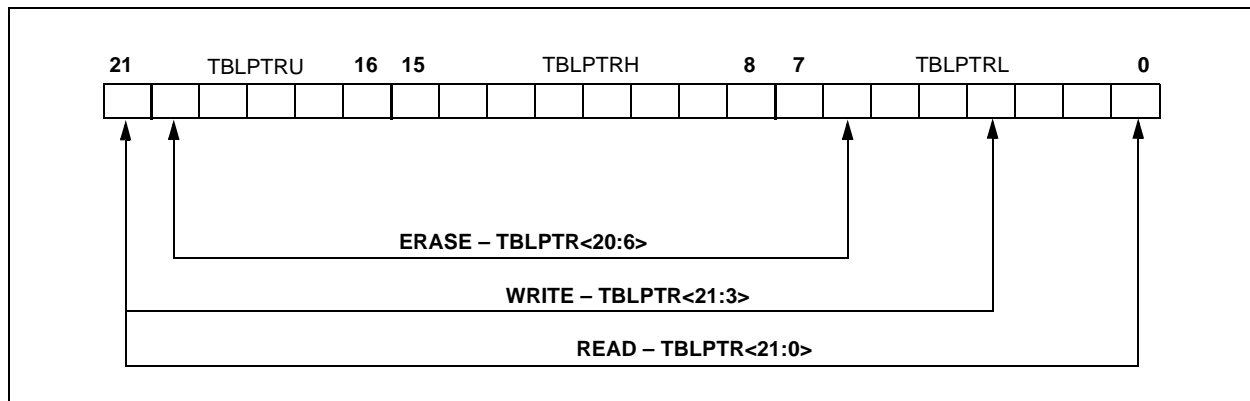 21 TBLPTRU 16 15 TBLPTRH 8 7 TBLPTRL 0
ERASE – TBLPTR<20:6>
WRITE – TBLPTR<21:3>
READ – TBLPTR<21:0>